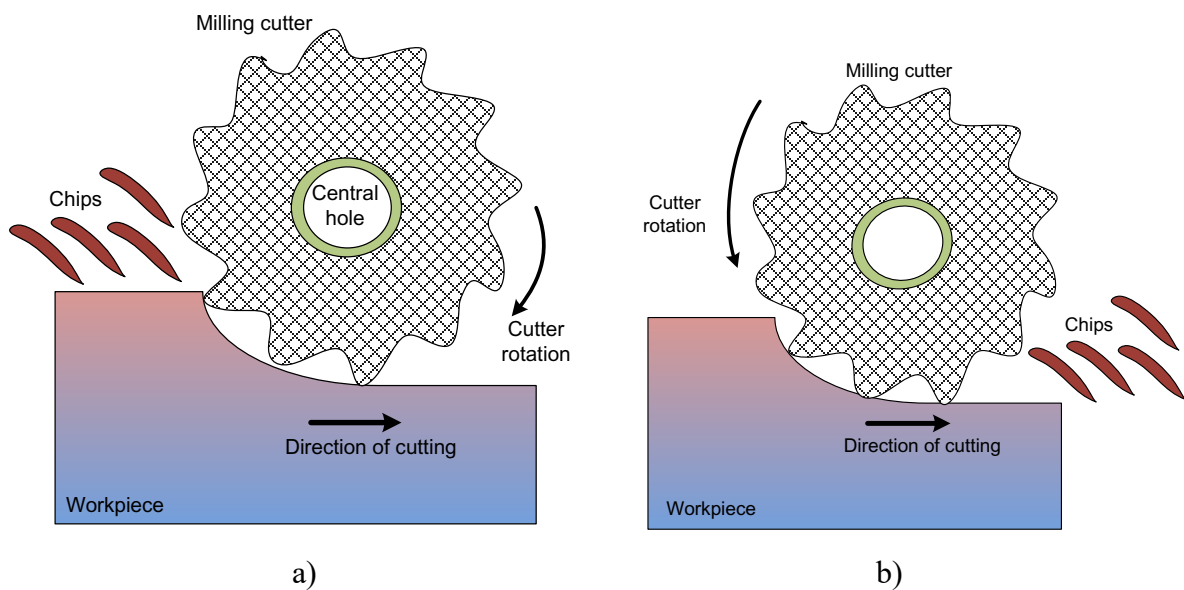 Milling cutter
Chips
Central
hole
Cutter
rotation
Direction of cutting
Workpiece
a)
Milling cutter
Cutter
rotation
Chips
Direction of cutting
Workpiece
b)